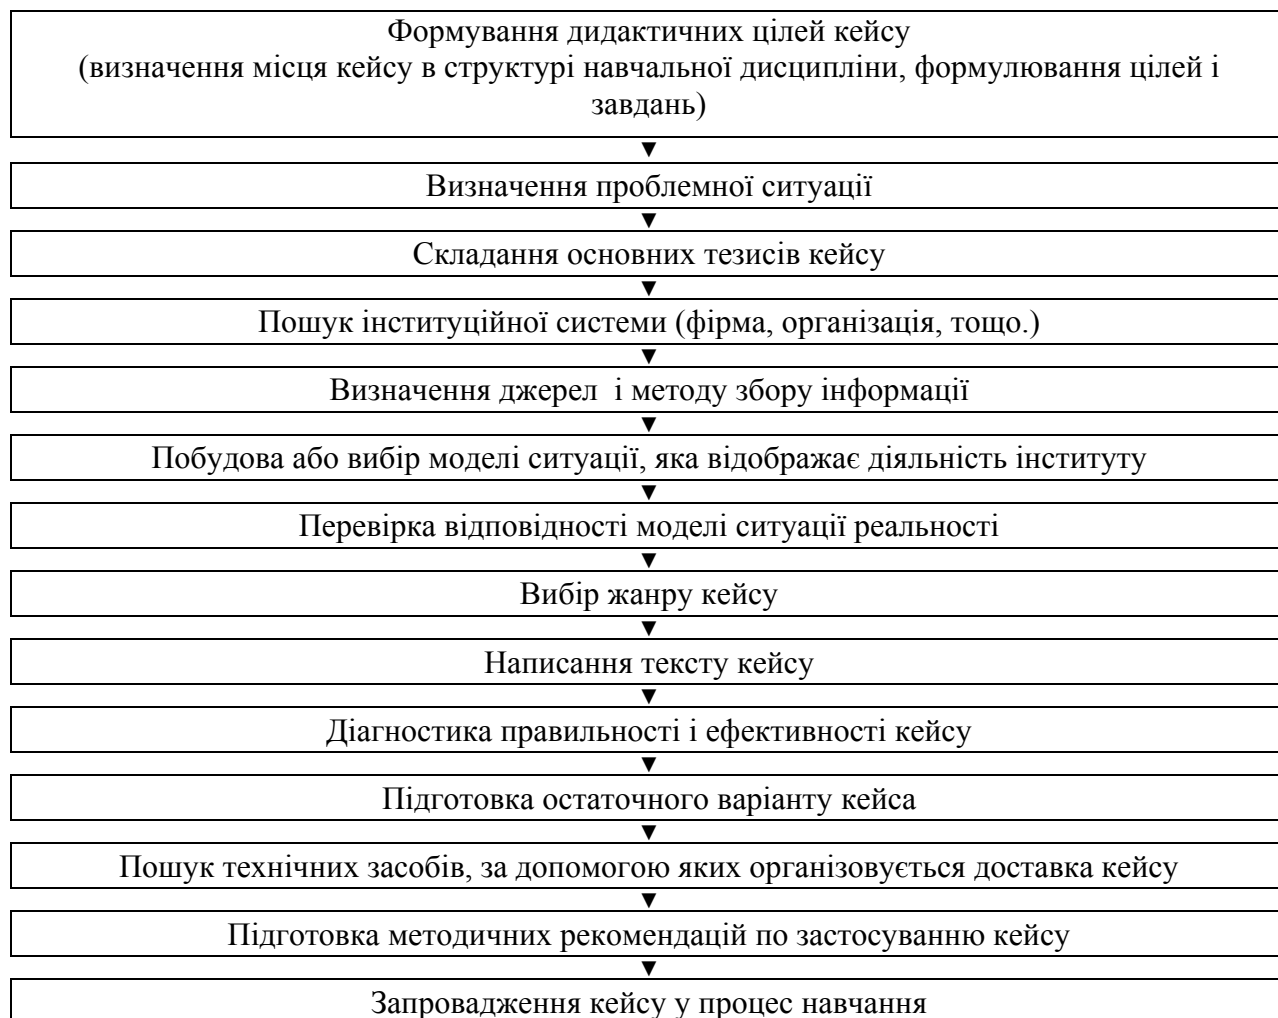 Формування дидактичних цілей кейсу
(визначення місця кейсу в структурі навчальної дисципліни, формулювання цілей і
завдань)
▼
Визначення проблемної ситуації
▼
Складання основних тезисів кейсу
▼
Пошук інституційної системи (фірма, організація, тощо.)
▼
Визначення джерел і методу збору інформації
▼
Побудова або вибір моделі ситуації, яка відображає діяльність інституту
▼
Перевірка відповідності моделі ситуації реальності
▼
Вибір жанру кейсу
▼
Написання тексту кейсу
▼
Діагностика правильності і ефективності кейсу
▼
Підготовка остаточного варіанту кейса
▼
Пошук технічних засобів, за допомогою яких організовується доставка кейсу
▼
Підготовка методичних рекомендацій по застосуванню кейсу
▼
Запровадження кейсу у процес навчання